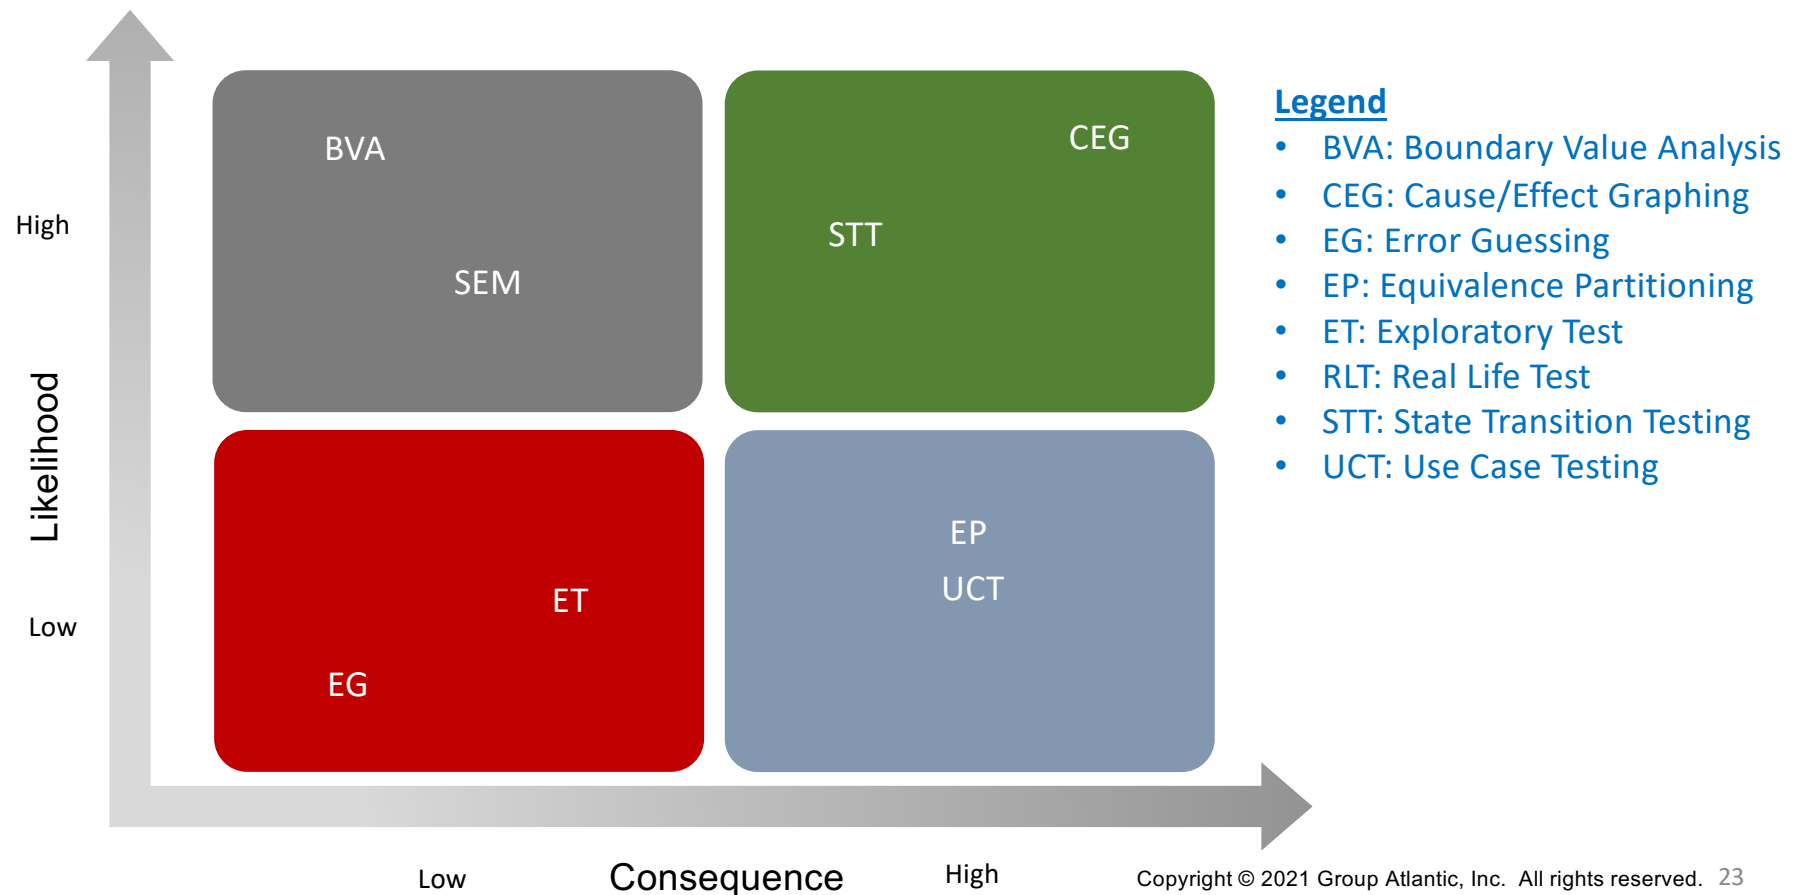 BVA
CEG
High
STT
SEM
Likelihood
EP
UCT
ET
Low
EG
Low
Consequence
High
Legend
• BVA: Boundary Value Analysis
• CEG: Cause/Effect Graphing
• EG: Error Guessing
• EP: Equivalence Partitioning
• ET: Exploratory Test
• RLT: Real Life Test
• STT: State Transition Testing
• UCT: Use Case Testing
Copyright © 2021 Group Atlantic, Inc. All rights reserved. 23